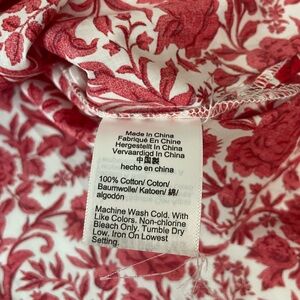 Made In China
Fabriqué En Chine
Hergestellt In China
Vervaardigd In China
中国製
hecho en china
100% Cotton/ Coton/
Baumwolle/ Katoen/ 綿/
algodón
Machine Wash Cold. With
Like Colors. Non-chlorine
Bleach Only. Tumble Dry
Low. Iron On Lowest
Setting.